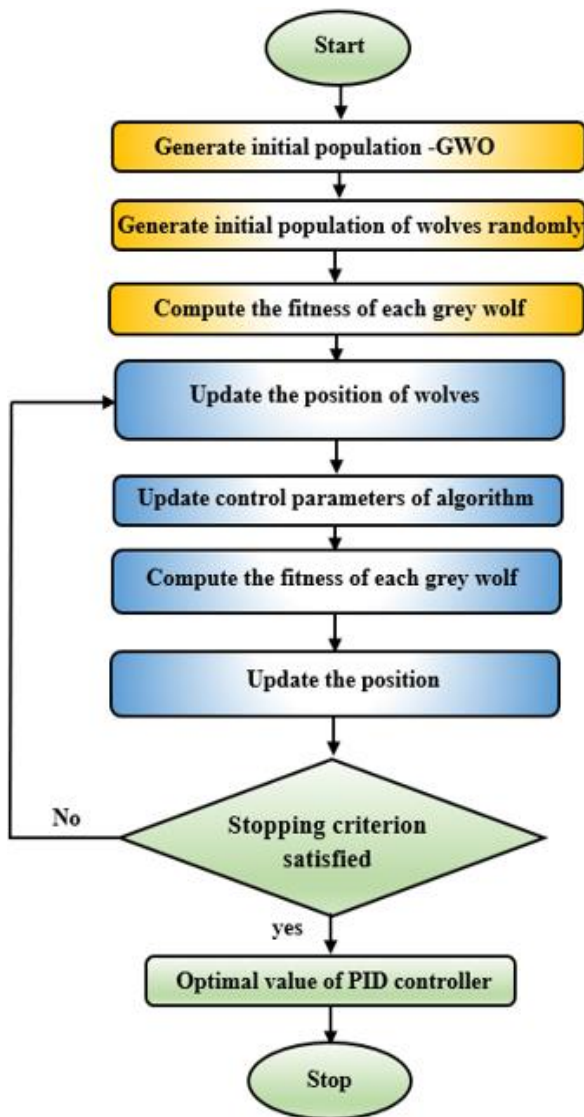 Start
Generate initial population -GWO
Generate initial population of wolves randomly
Compute the fitness of each grey wolf
Update the position of wolves
Update control parameters of algorithm
Compute the fitness of each grey wolf
Update the position
No
Stopping criterion
satisfied
yes
Optimal value of PID controller
Stop